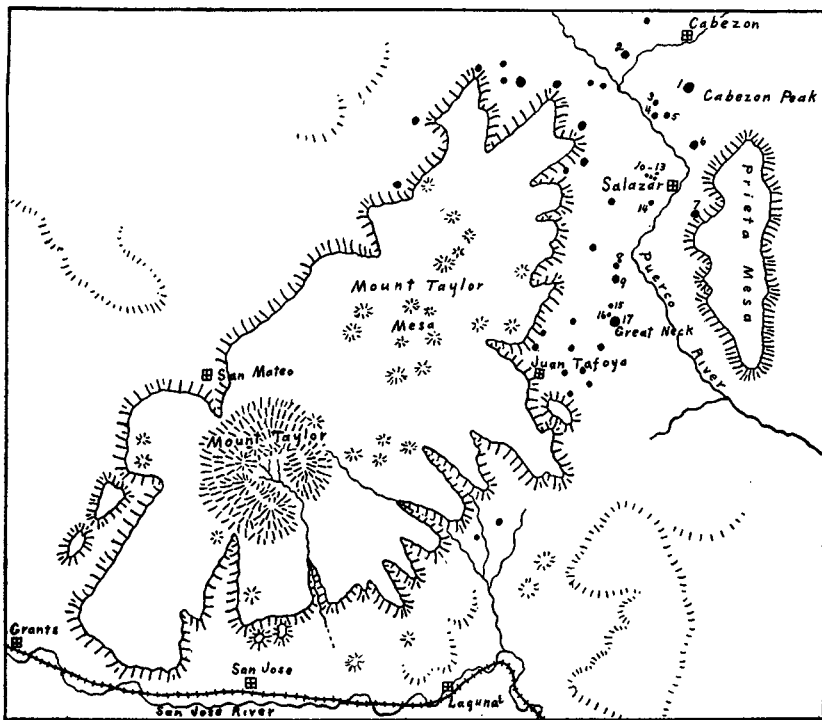 Cabezon
2
1
Cabezon Peak
3
4
5
6
10-13
Salazar
14
7
Prieta Mesa
8
9
Mount Taylor
Mesa
15
16
17
Great Neck
Puerco
River
Juan Tafoya
San Mateo
Mount Taylor
Grants
San Jose
Laguna
San Jose River